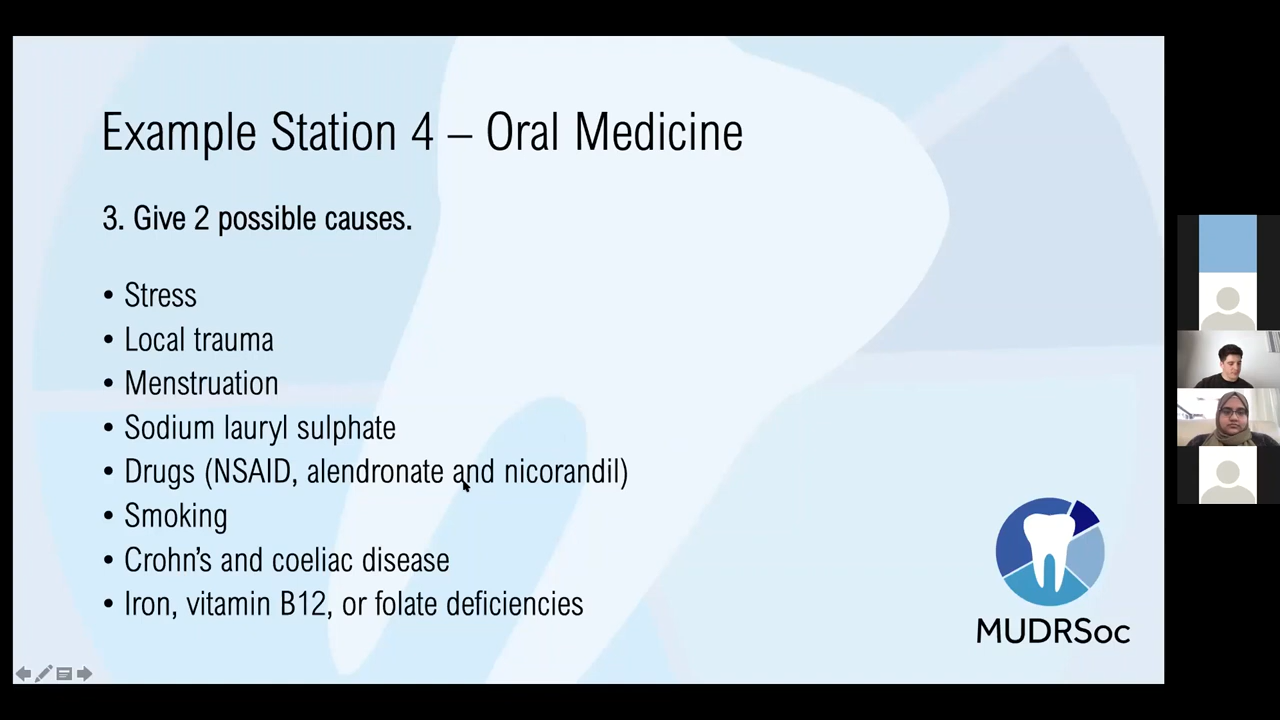 Example Station 4 – Oral Medicine
3. Give 2 possible causes.
• Stress
• Local trauma
• Menstruation
• Sodium lauryl sulphate
• Drugs (NSAID, alendronate and nicorandil)
• Smoking
• Crohn’s and coeliac disease
• Iron, vitamin B12, or folate deficiencies
MUDRSoc